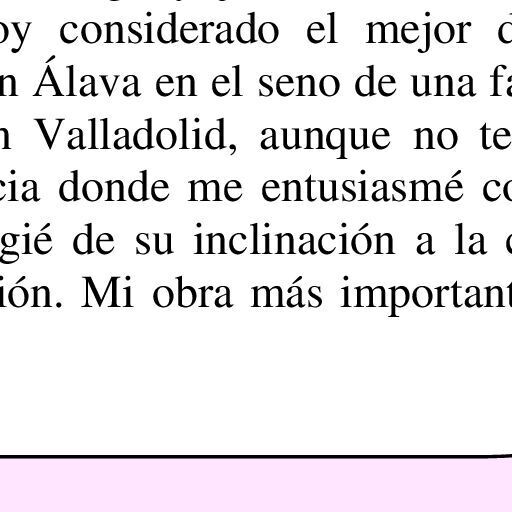 oy considerado el mejor d
n Álava en el seno de una fa
n Valladolid, aunque no te
cia donde me entusiasmé co
gié de su inclinación a la c
ión. Mi obra más important